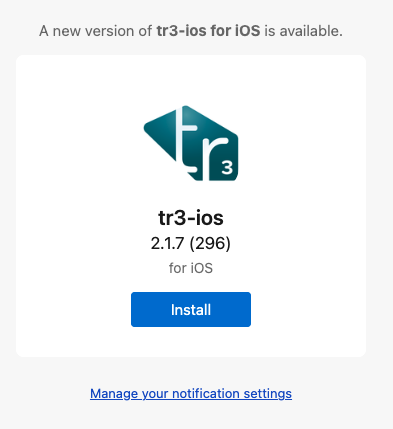 A new version of tr3-ios for iOS is available.
tr3
tr3-ios
2.1.7 (296)
for iOS
Install
Manage your notification settings